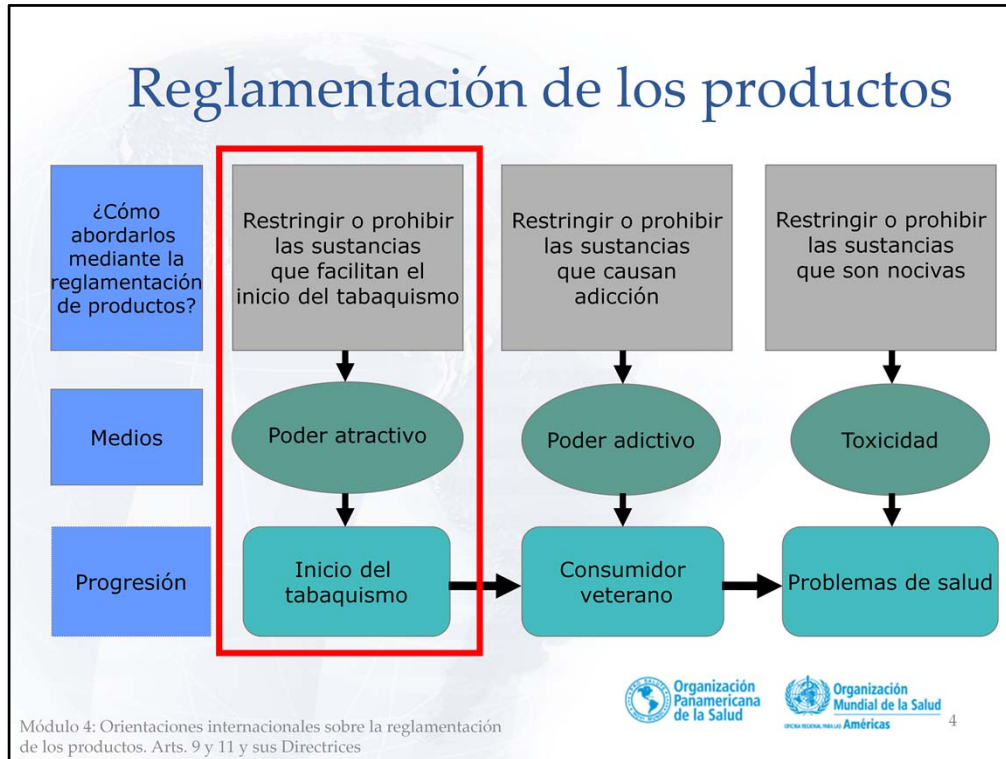 Reglamentación de los productos
¿Cómo
abordarlos
mediante la
reglamentación
de productos?
Restringir o prohibir
las sustancias
que facilitan el
inicio del tabaquismo
Restringir o prohibir
las sustancias
que causan
adicción
Restringir o prohibir
las sustancias
que son nocivas
Medios
Poder atractivo
Poder adictivo
Toxicidad
Progresión
Inicio del
tabaquismo
Consumidor
veterano
Problemas de salud
Módulo 4: Orientaciones internacionales sobre la reglamentación
de los productos. Arts. 9 y 11 y sus Directrices
Organización
Panamericana
de la Salud
Organización
Mundial de la Salud
OFICINA REGIONAL PARA LAS Américas
4